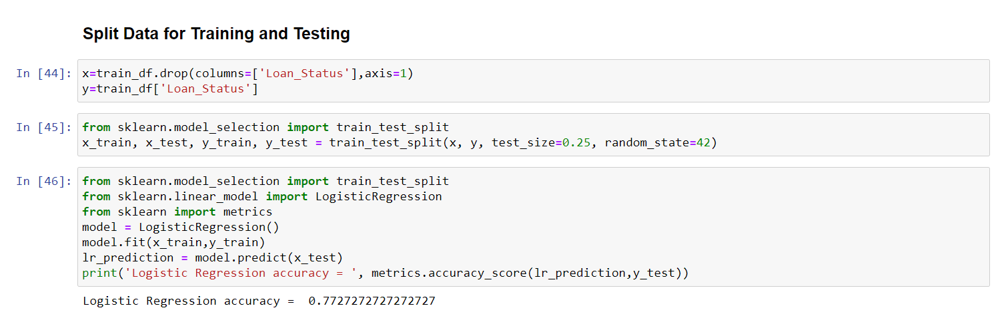 Split Data for Training and Testing
In [44]:
x=train_df.drop(columns=['Loan_Status'],axis=1)
y=train_df['Loan_Status']
In [45]:
from sklearn.model_selection import train_test_split
x_train, x_test, y_train, y_test = train_test_split(x, y, test_size=0.25, random_state=42)
In [46]:
from sklearn.model_selection import train_test_split
from sklearn.linear_model import LogisticRegression
from sklearn import metrics
model = LogisticRegression()
model.fit(x_train,y_train)
lr_prediction = model.predict(x_test)
print('Logistic Regression accuracy = ', metrics.accuracy_score(lr_prediction,y_test))
Logistic Regression accuracy =  0.7727272727272727